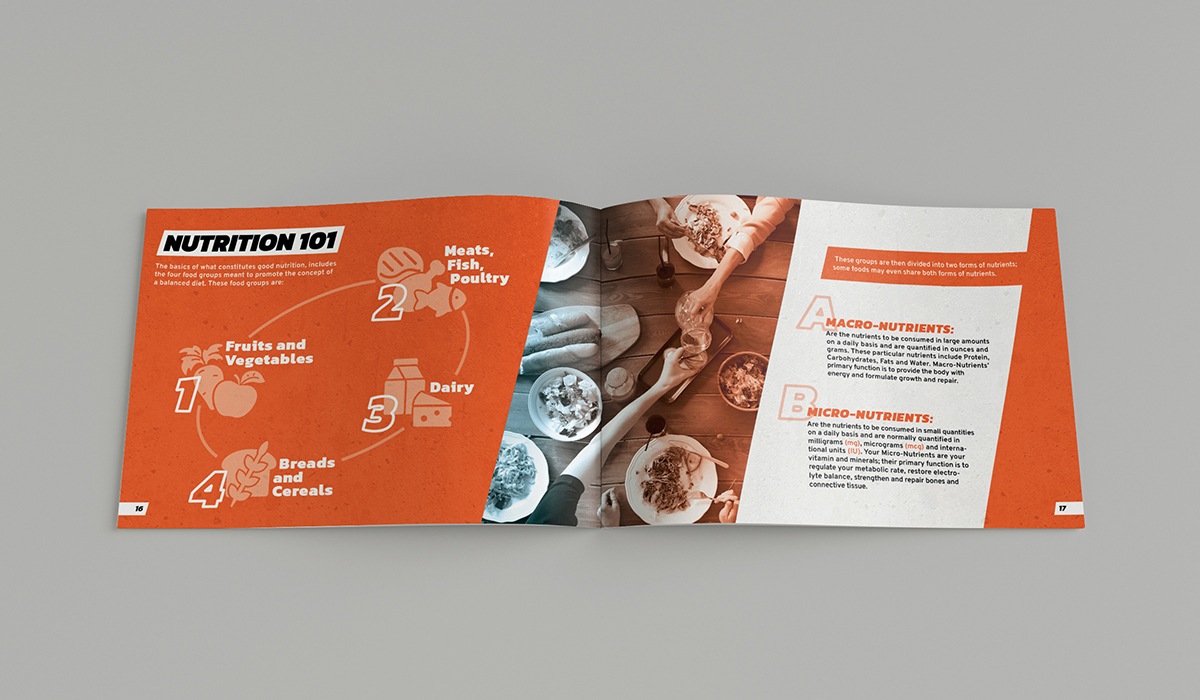 NUTRITION 101
The basics of what constitutes good nutrition, includes
the four food groups meant to promote the concept of
a balanced diet. These food groups are:
1
Fruits and
Vegetables
2
Meats,
Fish,
Poultry
3
Dairy
4
Breads
and
Cereals
16
These groups are then divided into two forms of nutrients;
some foods may even share both forms of nutrients.
A
MACRO-NUTRIENTS:
Are the nutrients to be consumed in large amounts
on a daily basis and are quantified in ounces and
grams. These particular nutrients include Protein,
Carbohydrates, Fats and Water. Macro-Nutrients'
primary function is to provide the body with
energy and formulate growth and repair.
B
MICRO-NUTRIENTS:
Are the nutrients to be consumed in small quantities
on a daily basis and are normally quantified in
milligrams (mg), micrograms (mcg) and interna-
tional units (IU). Your Micro-Nutrients are your
vitamin and minerals; their primary function is to
regulate your metabolic rate, restore electro-
lyte balance, strengthen and repair bones and
connective tissue.
17